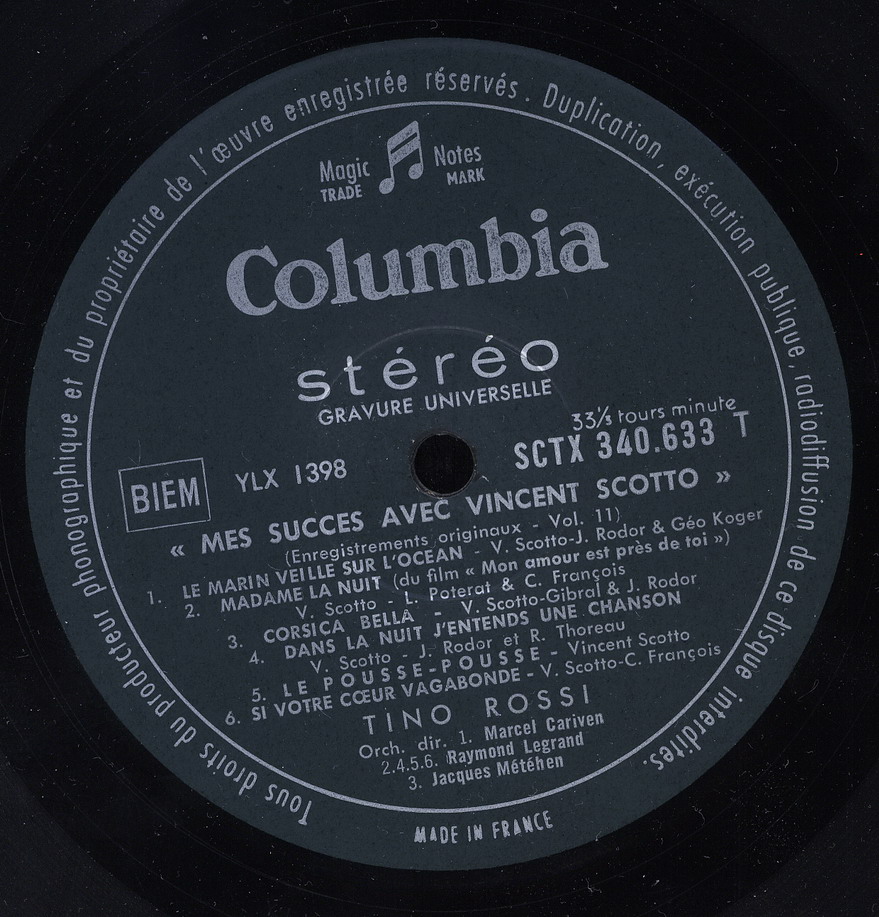 Tous droits du producteur phonographique et du propriétaire de l'œuvre enregistrée réservés. Duplication, exécution publique, radiodiffusion de ce disque interdites.
Magic Notes
TRADE MARK
Columbia
stéréo
GRAVURE UNIVERSELLE
33⅓ tours minute
BIEM YLX 1398 SCTX 340.633 T
« MES SUCCES AVEC VINCENT SCOTTO »
(Enregistrements originaux - Vol. 11)
1. LE MARIN VEILLE SUR L'OCEAN - V. Scotto-J. Rodor & Géo Koger
2. MADAME LA NUIT (du film « Mon amour est près de toi »)
V. Scotto - L. Poterat & C. François
3. CORSICA BELLA - V. Scotto-Gibral & J. Rodor
4. DANS LA NUIT J'ENTENDS UNE CHANSON
V. Scotto - J. Rodor et R. Thoreau
5. LE POUSSE-POUSSE - Vincent Scotto
6. SI VOTRE CŒUR VAGABONDE - V. Scotto-C. François
TINO ROSSI
Orch. dir. 1. Marcel Cariven
2.4.5.6. Raymond Legrand
3. Jacques Météhen
MADE IN FRANCE